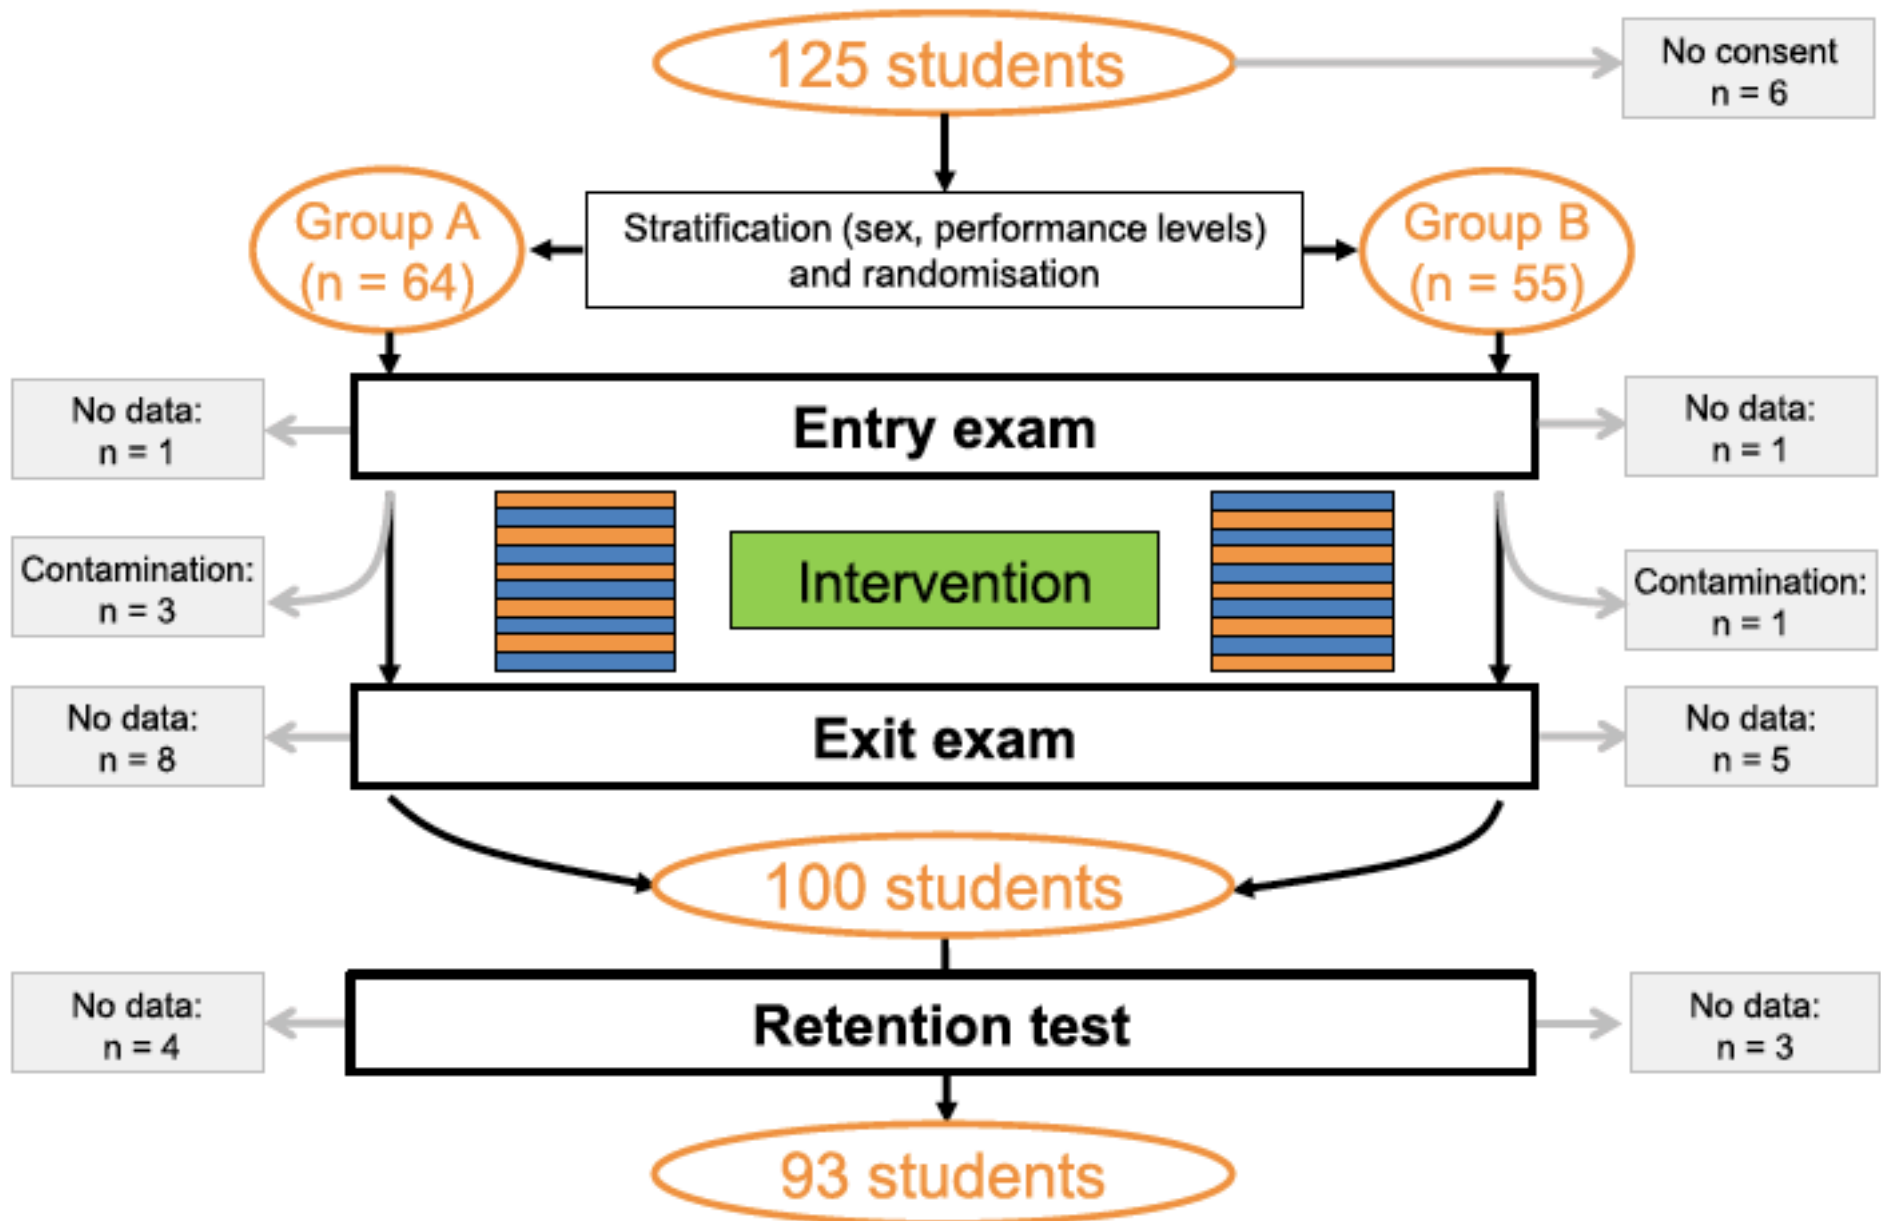 125 students
No consent
n = 6
Group A
(n = 64)
Stratification (sex, performance levels)
and randomisation
Group B
(n = 55)
No data:
n = 1
Entry exam
No data:
n = 1
Contamination:
n = 3
Intervention
Contamination:
n = 1
No data:
n = 8
Exit exam
No data:
n = 5
100 students
No data:
n = 4
Retention test
No data:
n = 3
93 students